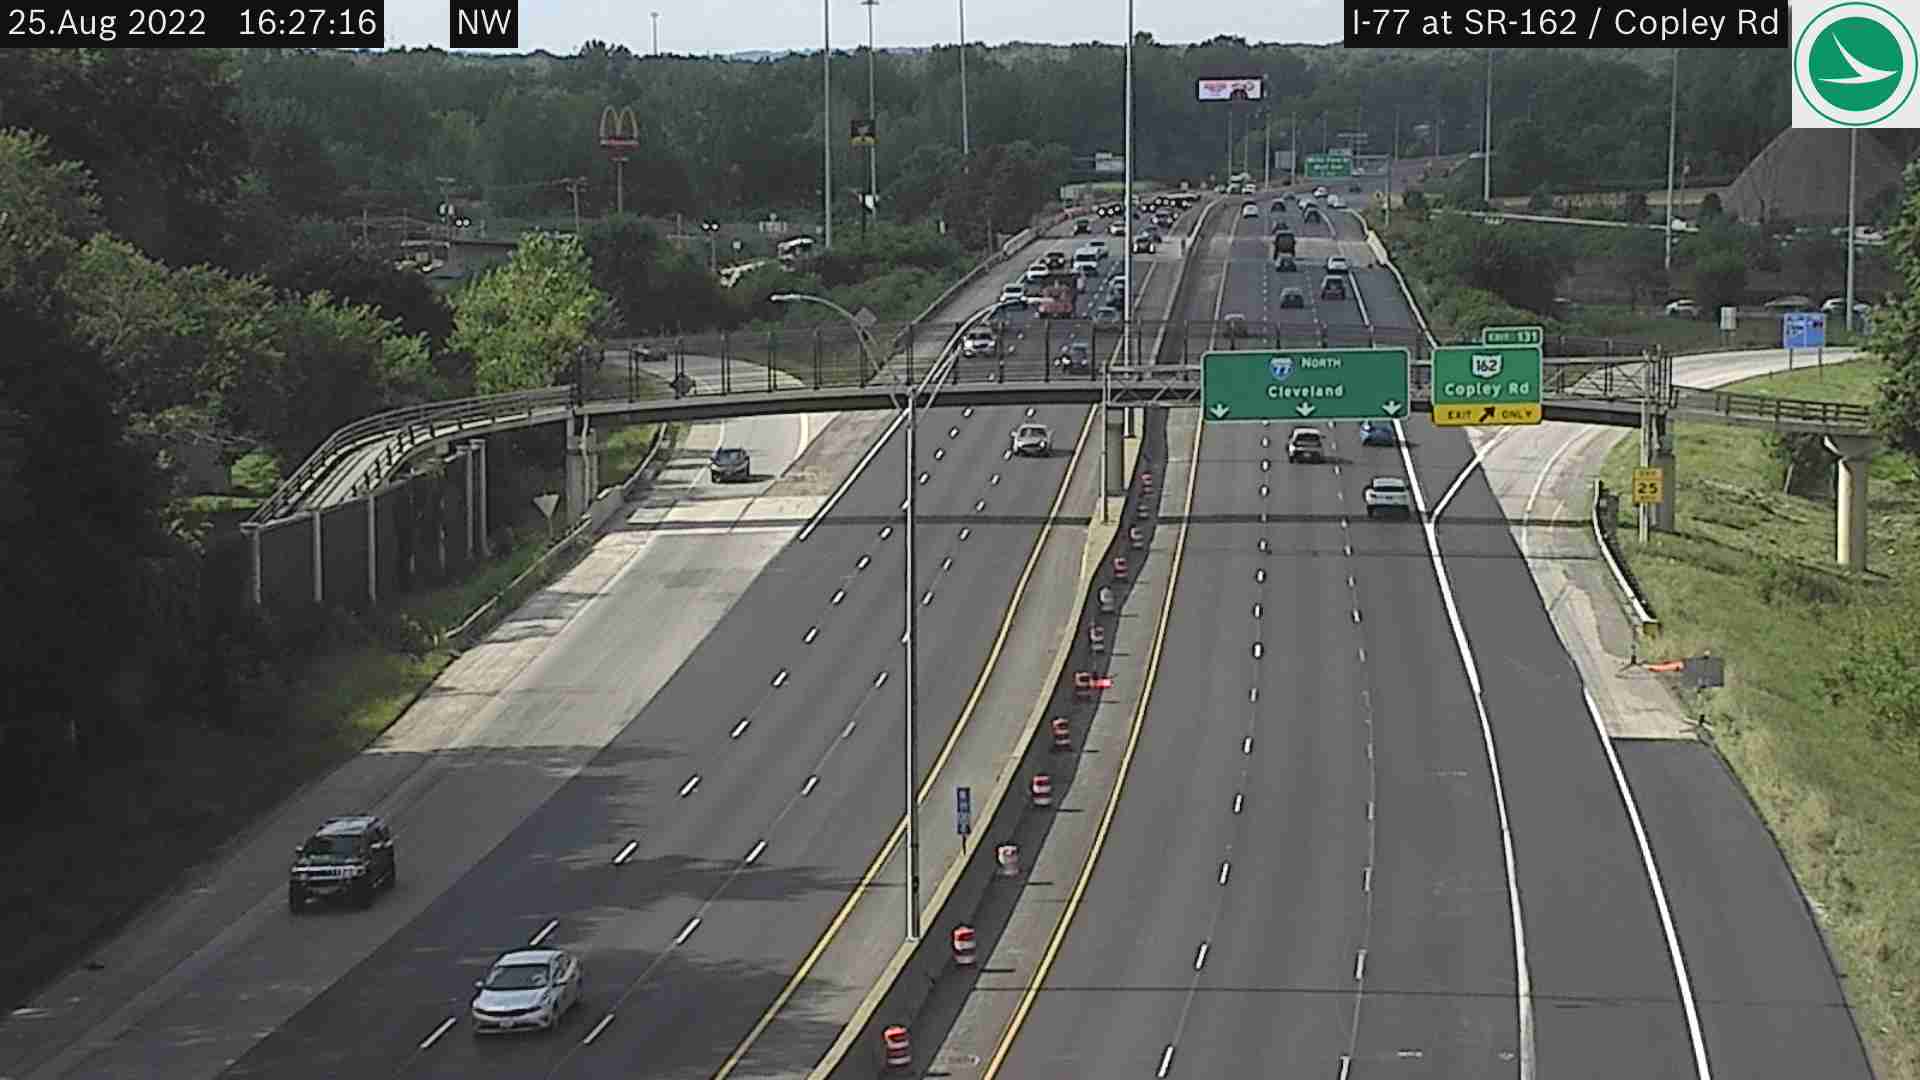 25.Aug 2022 16:27:16
NW
I-77 at SR-162 / Copley Rd
EXIT 131
77 NORTH
Cleveland
162
Copley Rd
EXIT ONLY
25